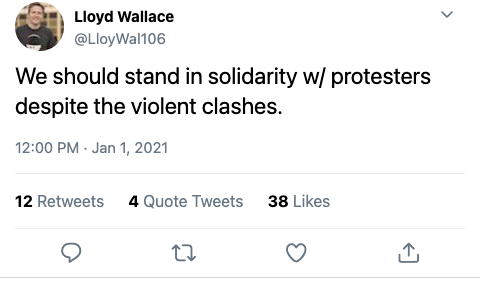 Lloyd Wallace
@LloyWal106
We should stand in solidarity w/ protesters
despite the violent clashes.
12:00 PM · Jan 1, 2021
12 Retweets 4 Quote Tweets 38 Likes